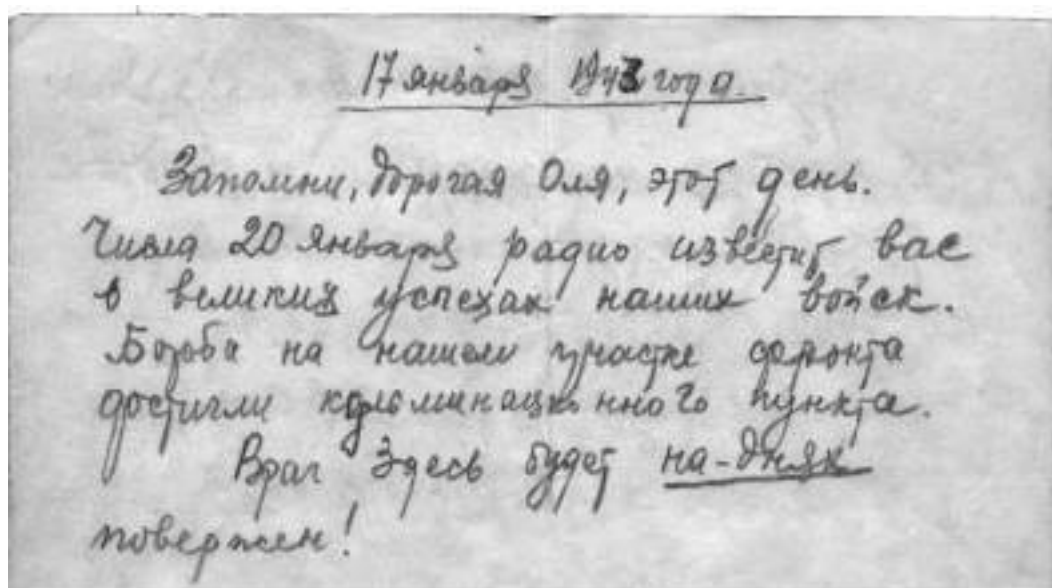 17 января 1943 года.
Запомни, дорогая Оля, этот день.
Числа 20 января радио известит вас
о великих успехах наших войск.
Борьба на нашем участке фронта
достигли кульминационного пункта.
Враг здесь будет на-днях
повержен!